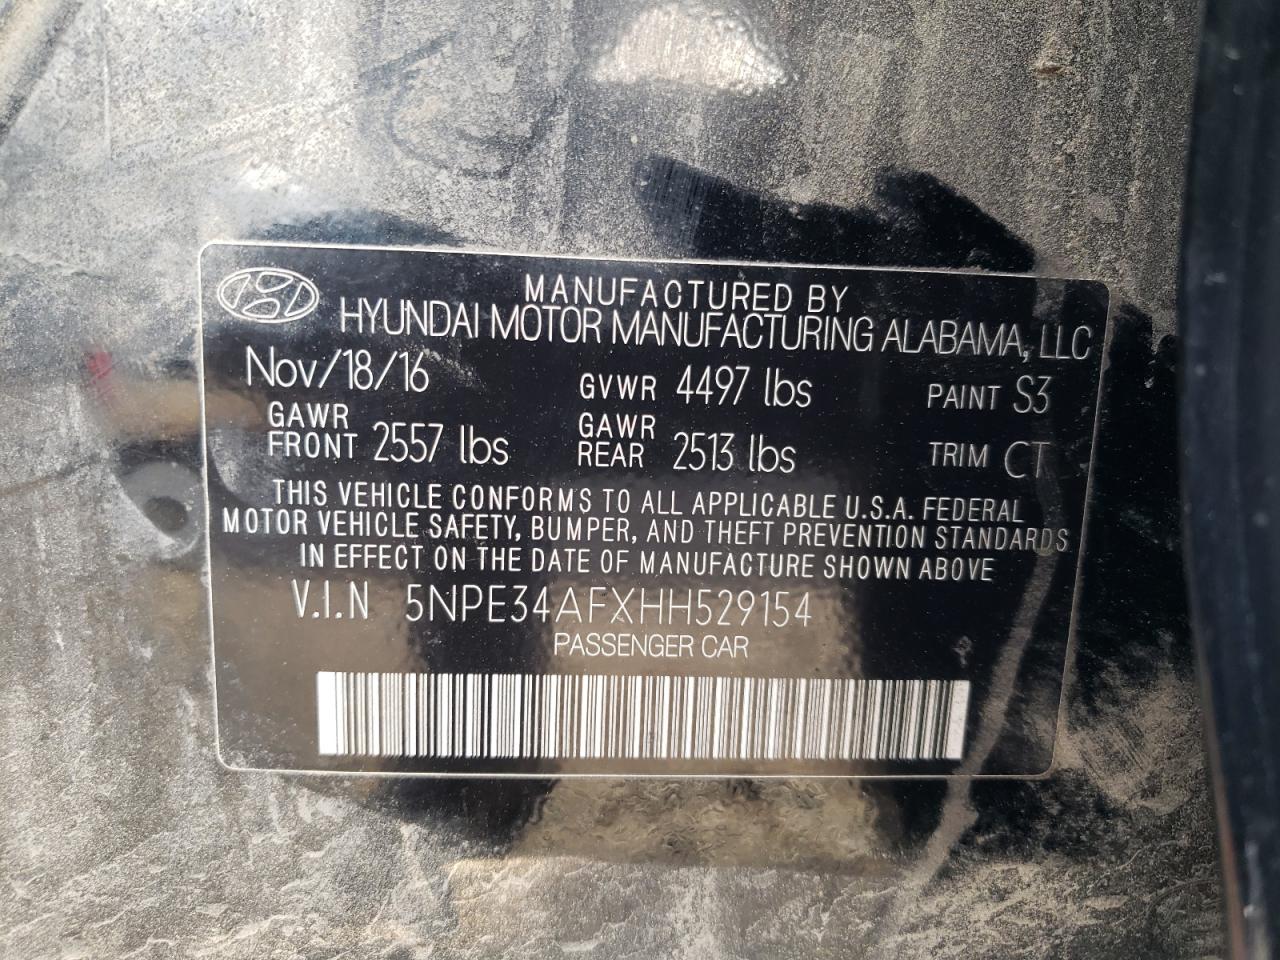 MANUFACTURED BY
HYUNDAI MOTOR MANUFACTURING ALABAMA, LLC
Nov/18/16 GVWR 4497 lbs PAINT S3
GAWR FRONT 2557 lbs GAWR REAR 2513 lbs TRIM CT
THIS VEHICLE CONFORMS TO ALL APPLICABLE U.S.A. FEDERAL
MOTOR VEHICLE SAFETY, BUMPER, AND THEFT PREVENTION STANDARDS
IN EFFECT ON THE DATE OF MANUFACTURE SHOWN ABOVE
V.I.N 5NPE34AFXHH529154
PASSENGER CAR